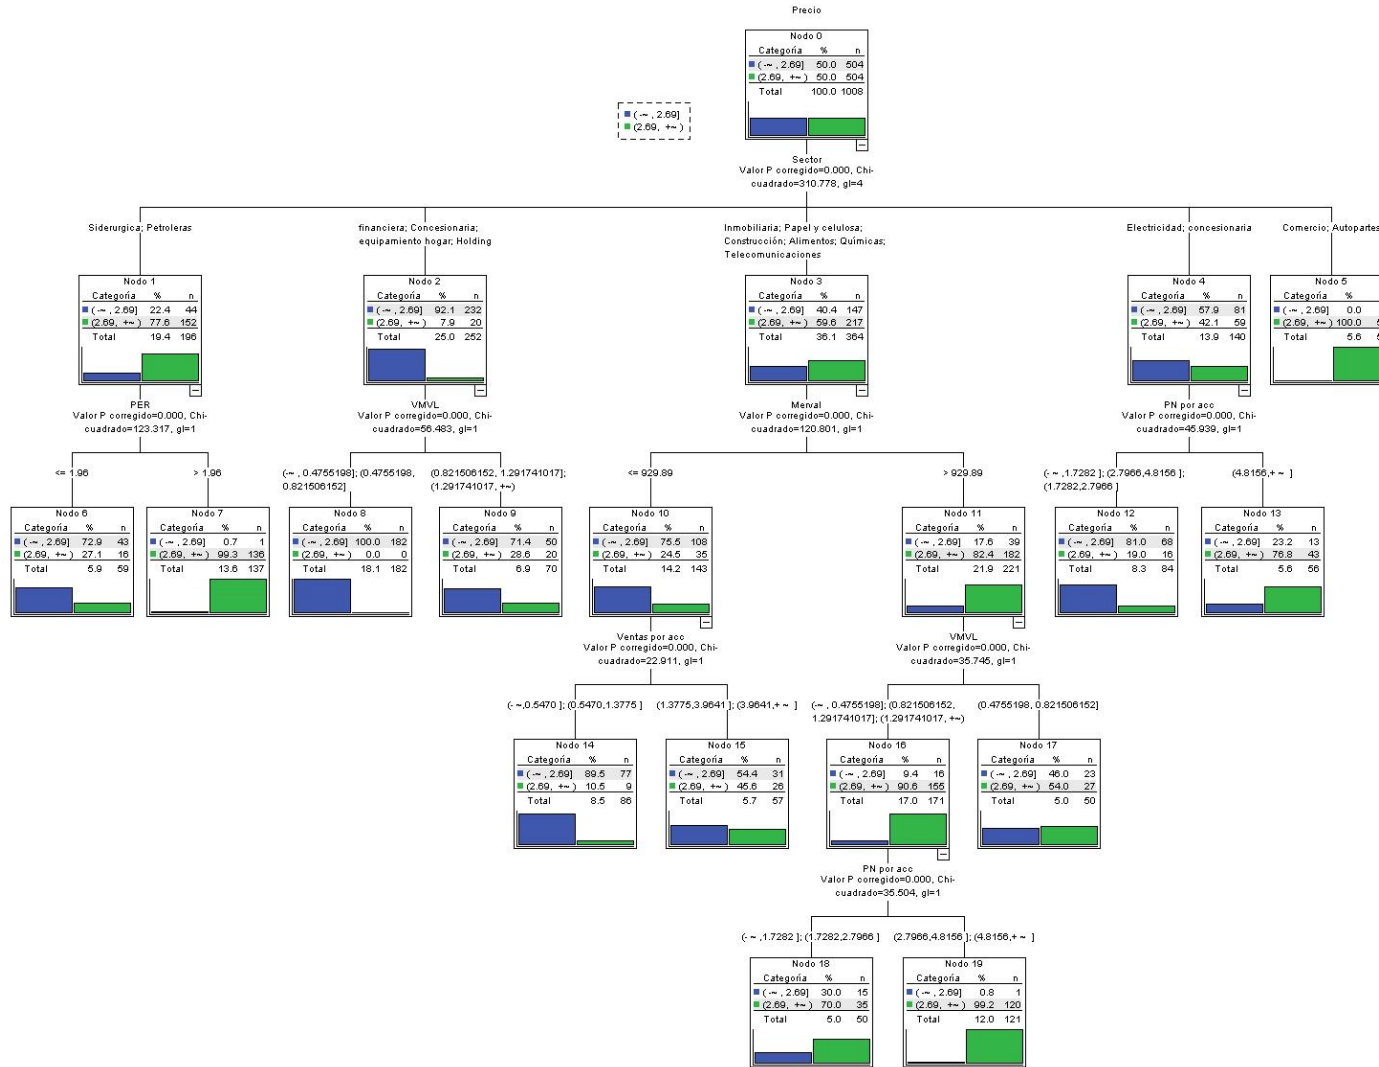 Precio
Nodo 0
Categoría % n
(-∞ , 2.69] 50.0 504
(2.69, +∞) 50.0 504
Total 100.0 1008
(-∞ , 2.69]
(2.69, +∞)
Sector
Valor P corregido=0.000, Chi-
cuadrado=310.778, gl=4
Siderurgica; Petroleras
financiera; Concesionaria;
equipamiento hogar; Holding
Inmobiliaria; Papel y celulosa;
Construcción; Alimentos; Químicas;
Telecomunicaciones
Electricidad; concesionaria
Comercio; Autopartes
Nodo 1
Categoría % n
(-∞ , 2.69] 22.4 44
(2.69, +∞) 77.6 152
Total 19.4 196
PER
Valor P corregido=0.000, Chi-
cuadrado=123.317, gl=1
Nodo 2
Categoría % n
(-∞ , 2.69] 92.1 232
(2.69, +∞) 7.9 20
Total 25.0 252
VMVL
Valor P corregido=0.000, Chi-
cuadrado=56.483, gl=1
Nodo 3
Categoría % n
(-∞ , 2.69] 40.4 147
(2.69, +∞) 59.6 217
Total 36.1 364
Merval
Valor P corregido=0.000, Chi-
cuadrado=120.801, gl=1
Nodo 4
Categoría % n
(-∞ , 2.69] 57.9 81
(2.69, +∞) 42.1 59
Total 13.9 140
PN por acc
Valor P corregido=0.000, Chi-
cuadrado=45.939, gl=1
Nodo 5
Categoría %
(-∞ , 2.69] 0.0
(2.69, +∞) 100.0
Total 5.6
<= 1.96
> 1.96
(-∞ , 0.4755198]; (0.4755198,
0.821506152]
(0.821506152, 1.291741017];
(1.291741017, +∞)
<= 929.89
> 929.89
(-∞ ,1.7282 ]; (2.7966,4.8156 ];
(1.7282,2.7966 ]
(4.8156,+ ∞ ]
Nodo 6
Categoría % n
(-∞ , 2.69] 72.9 43
(2.69, +∞) 27.1 16
Total 5.9 59
Nodo 7
Categoría % n
(-∞ , 2.69] 0.7 1
(2.69, +∞) 99.3 136
Total 13.6 137
Nodo 8
Categoría % n
(-∞ , 2.69] 100.0 182
(2.69, +∞) 0.0 0
Total 18.1 182
Nodo 9
Categoría % n
(-∞ , 2.69] 71.4 50
(2.69, +∞) 28.6 20
Total 6.9 70
Nodo 10
Categoría % n
(-∞ , 2.69] 75.5 108
(2.69, +∞) 24.5 35
Total 14.2 143
Ventas por acc
Valor P corregido=0.000, Chi-
cuadrado=22.911, gl=1
Nodo 11
Categoría % n
(-∞ , 2.69] 17.6 39
(2.69, +∞) 82.4 182
Total 21.9 221
VMVL
Valor P corregido=0.000, Chi-
cuadrado=35.745, gl=1
Nodo 12
Categoría % n
(-∞ , 2.69] 81.0 68
(2.69, +∞) 19.0 16
Total 8.3 84
Nodo 13
Categoría % n
(-∞ , 2.69] 23.2 13
(2.69, +∞) 76.8 43
Total 5.6 56
(-∞,0.5470 ]; (0.5470,1.3775 ]
(1.3775,3.9641 ]; (3.9641,+ ∞ ]
(-∞ , 0.4755198]; (0.821506152,
1.291741017]; (1.291741017, +∞)
(0.4755198, 0.821506152]
Nodo 14
Categoría % n
(-∞ , 2.69] 89.5 77
(2.69, +∞) 10.5 9
Total 8.5 86
Nodo 15
Categoría % n
(-∞ , 2.69] 54.4 31
(2.69, +∞) 45.6 26
Total 5.7 57
Nodo 16
Categoría % n
(-∞ , 2.69] 9.4 16
(2.69, +∞) 90.6 155
Total 17.0 171
PN por acc
Valor P corregido=0.000, Chi-
cuadrado=35.504, gl=1
Nodo 17
Categoría % n
(-∞ , 2.69] 46.0 23
(2.69, +∞) 54.0 27
Total 5.0 50
(-∞ ,1.7282 ]; (1.7282,2.7966 ]
(2.7966,4.8156 ]; (4.8156,+ ∞ ]
Nodo 18
Categoría % n
(-∞ , 2.69] 30.0 15
(2.69, +∞) 70.0 35
Total 5.0 50
Nodo 19
Categoría % n
(-∞ , 2.69] 0.8 1
(2.69, +∞) 99.2 120
Total 12.0 121